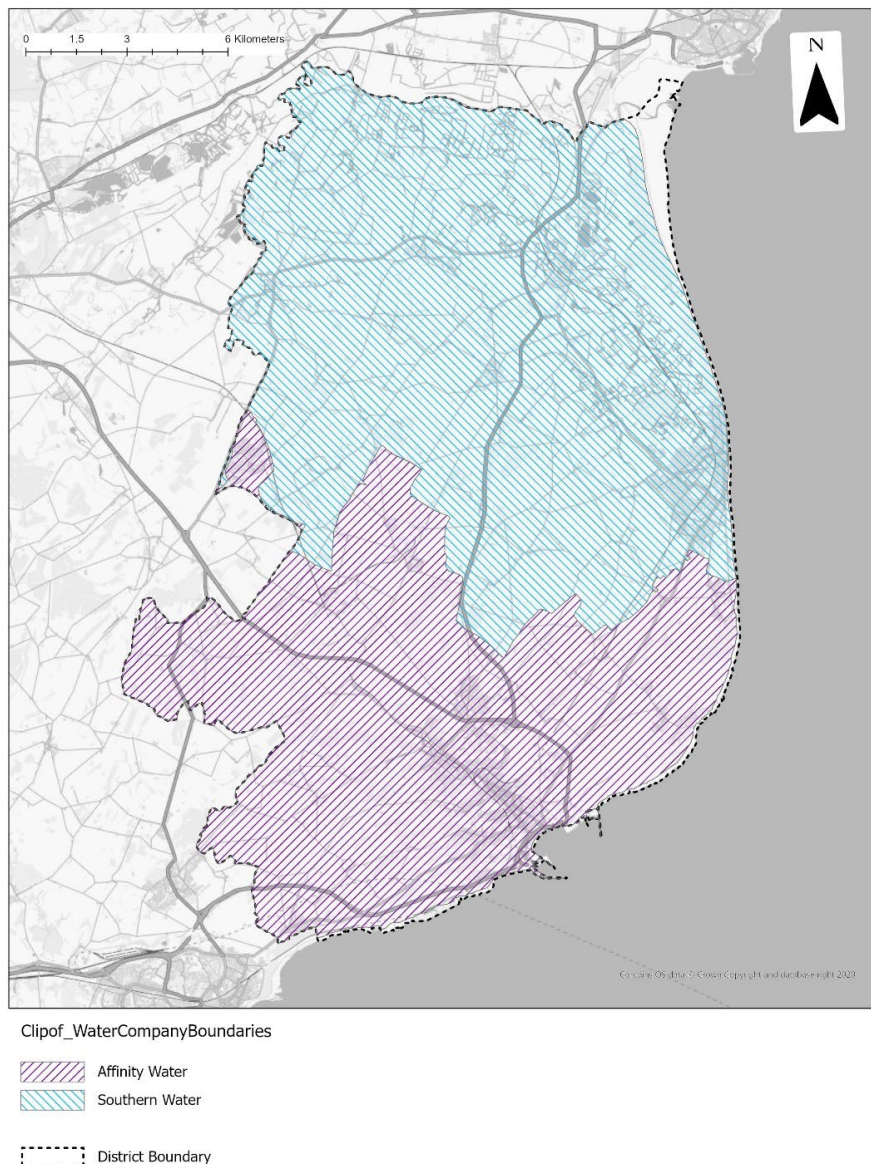 0 1.5 3 6 Kilometers
N
Contains OS data © Crown Copyright and database right 2020
Clipof_WaterCompanyBoundaries
Affinity Water
Southern Water
District Boundary